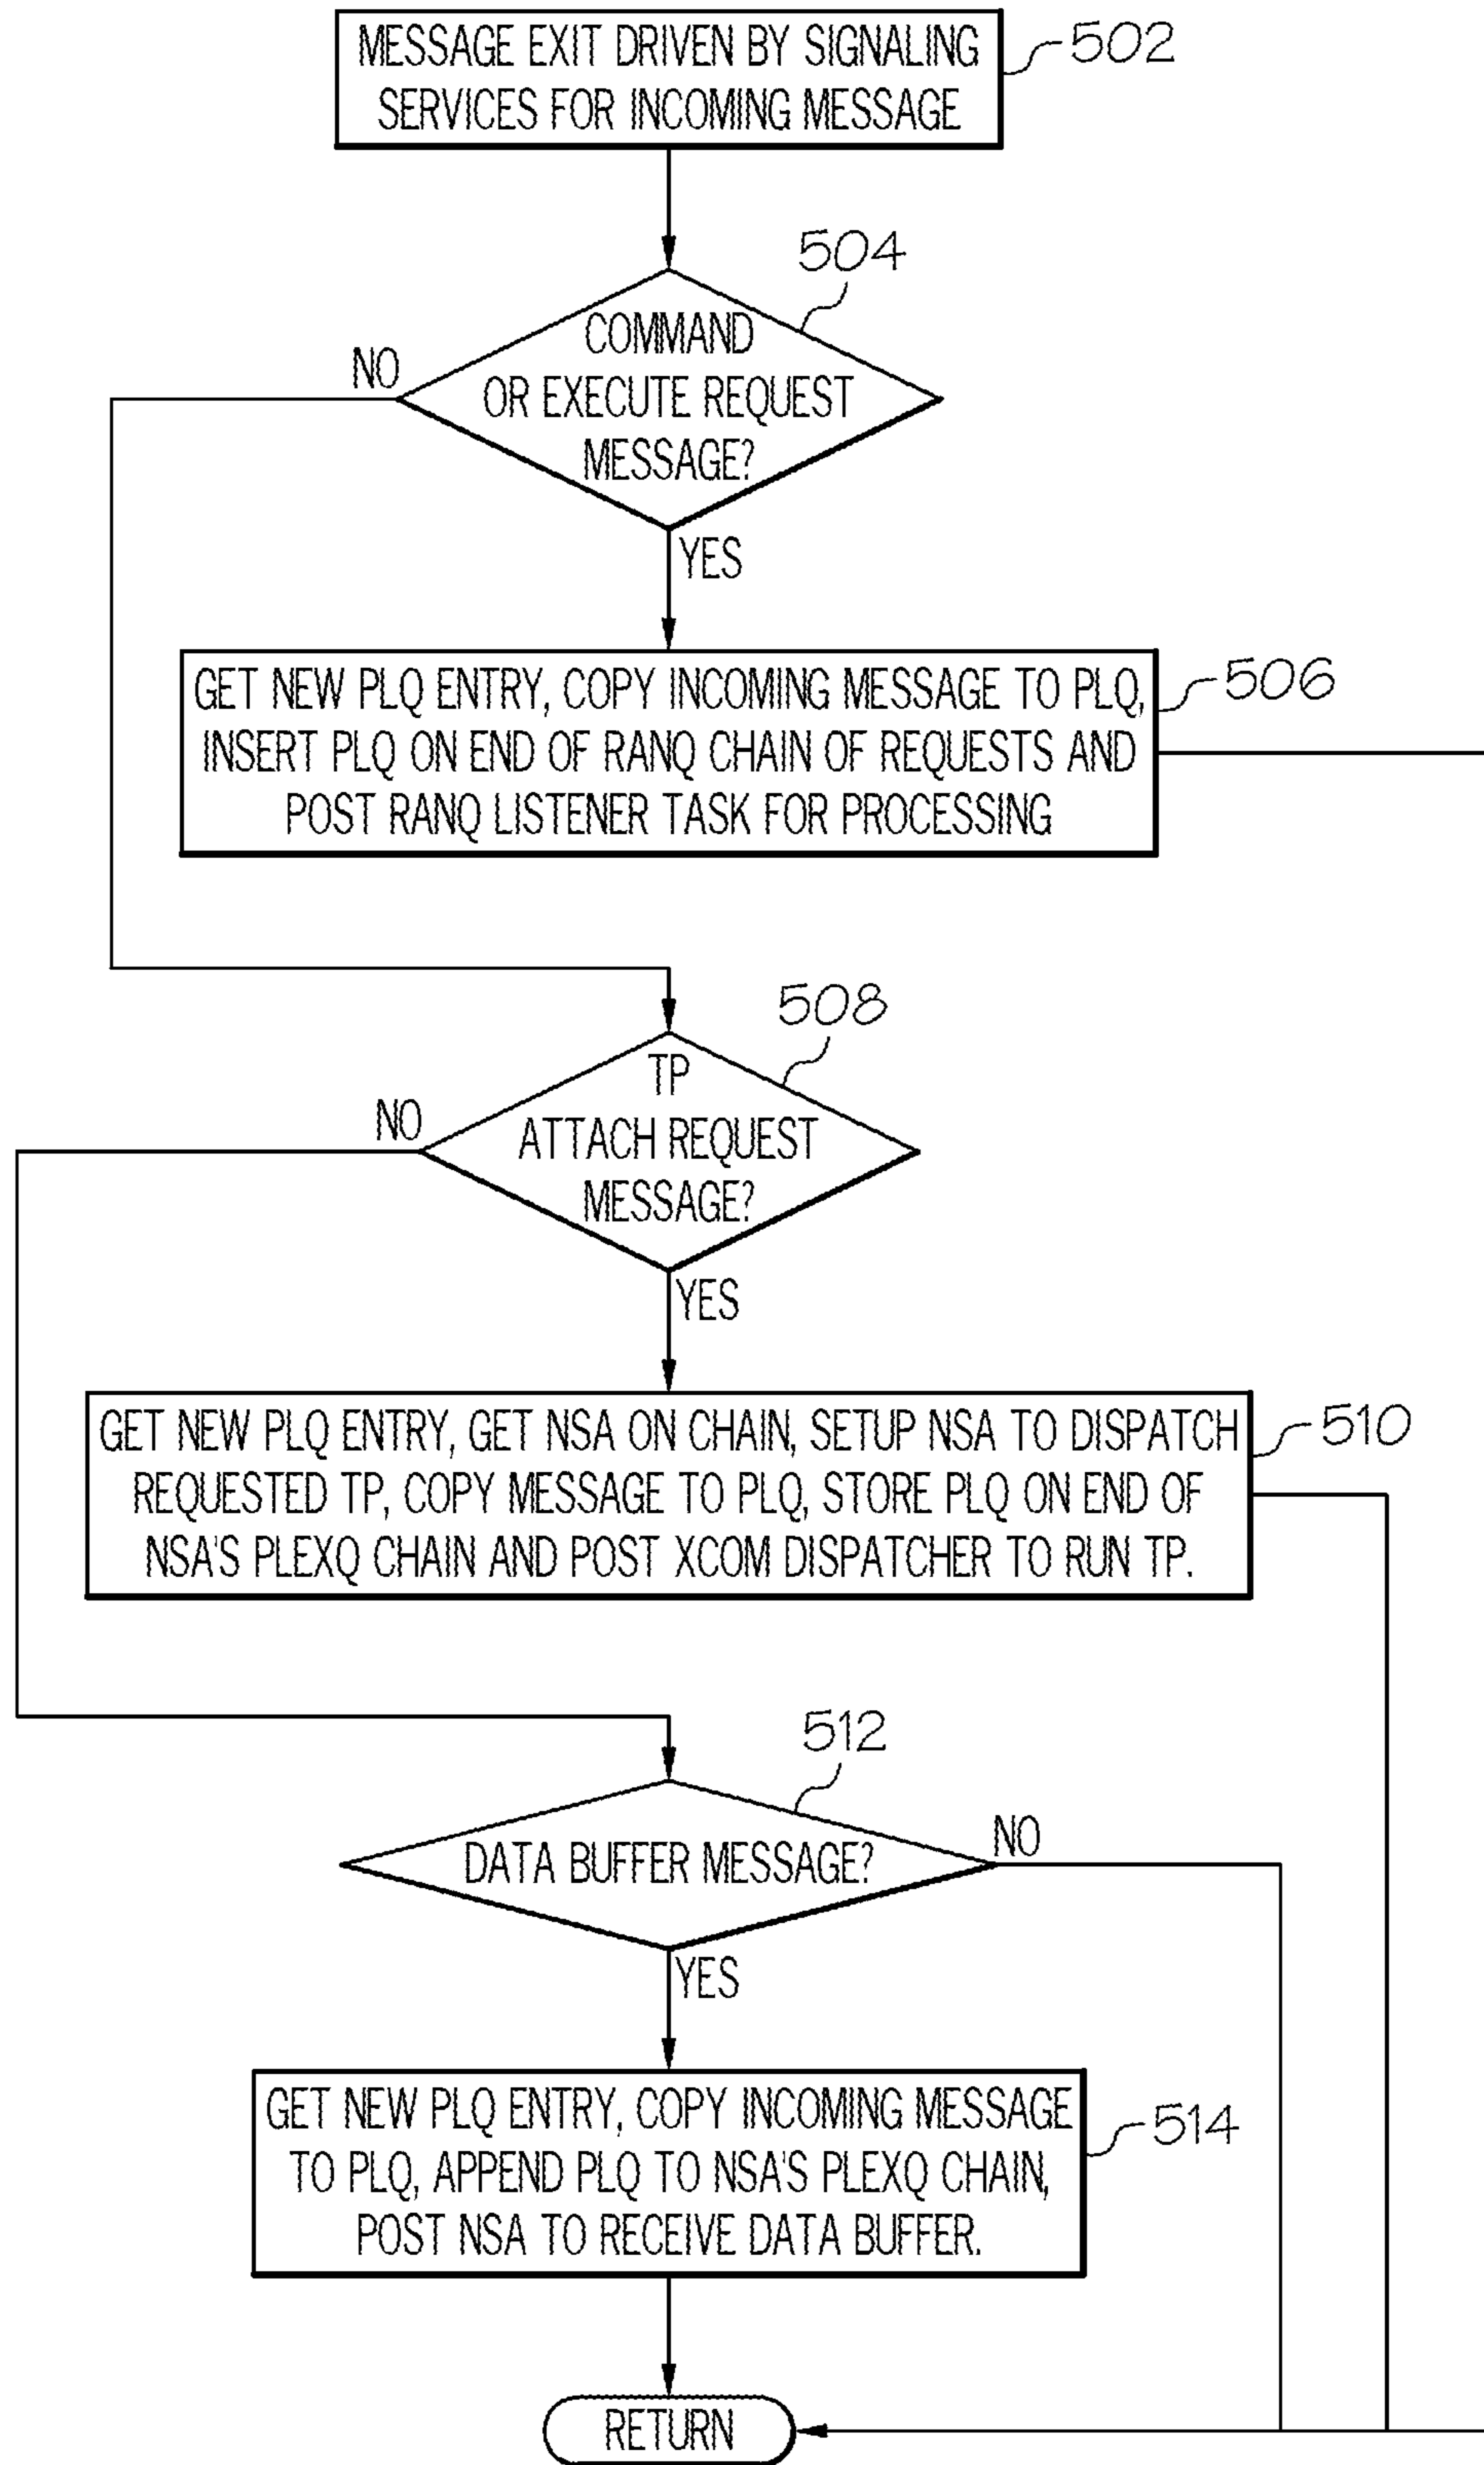 MESSAGE EXIT DRIVEN BY SIGNALING
SERVICES FOR INCOMING MESSAGE
502
504
COMMAND
OR EXECUTE REQUEST
MESSAGE?
NO
YES
GET NEW PLQ ENTRY, COPY INCOMING MESSAGE TO PLQ,
INSERT PLQ ON END OF RANQ CHAIN OF REQUESTS AND
POST RANQ LISTENER TASK FOR PROCESSING
506
508
TP
ATTACH REQUEST
MESSAGE?
NO
YES
GET NEW PLQ ENTRY, GET NSA ON CHAIN, SETUP NSA TO DISPATCH
REQUESTED TP, COPY MESSAGE TO PLQ, STORE PLQ ON END OF
NSA'S PLEXQ CHAIN AND POST XCOM DISPATCHER TO RUN TP.
510
512
DATA BUFFER MESSAGE?
NO
YES
GET NEW PLQ ENTRY, COPY INCOMING MESSAGE
TO PLQ, APPEND PLQ TO NSA'S PLEXQ CHAIN,
POST NSA TO RECEIVE DATA BUFFER.
514
RETURN